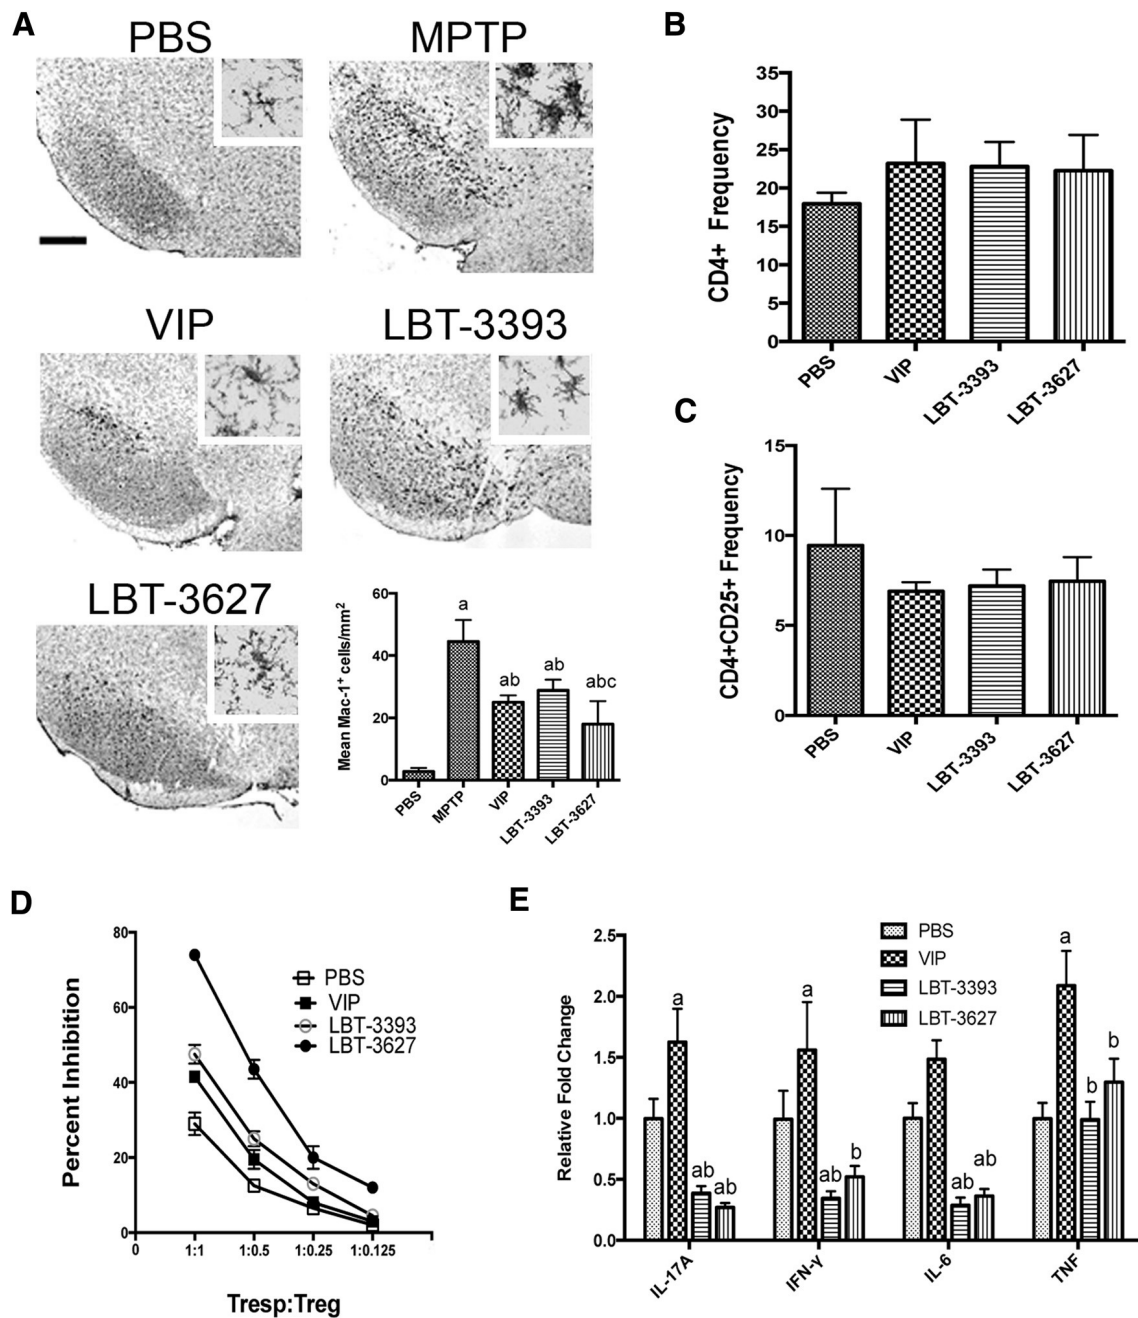 A
PBS
MPTP
VIP
LBT-3393
LBT-3627
Mean Mac-1⁺ cells/mm²
60
40
20
0
a
ab
ab
abc
PBS
MPTP
VIP
LBT-3393
LBT-3627
B
CD4+ Frequency
35
30
25
20
15
10
5
0
PBS
VIP
LBT-3393
LBT-3627
C
CD4+CD25+ Frequency
15
10
5
0
PBS
VIP
LBT-3393
LBT-3627
D
Percent Inhibition
80
60
40
20
0
PBS
VIP
LBT-3393
LBT-3627
0
1:1
1:0.5
1:0.25
1:0.125
Tresp:Treg
E
Relative Fold Change
2.5
2.0
1.5
1.0
0.5
0.0
PBS
VIP
LBT-3393
LBT-3627
a
ab
ab
a
ab
b
ab
ab
a
b
b
IL-17A
IFN-γ
IL-6
TNF